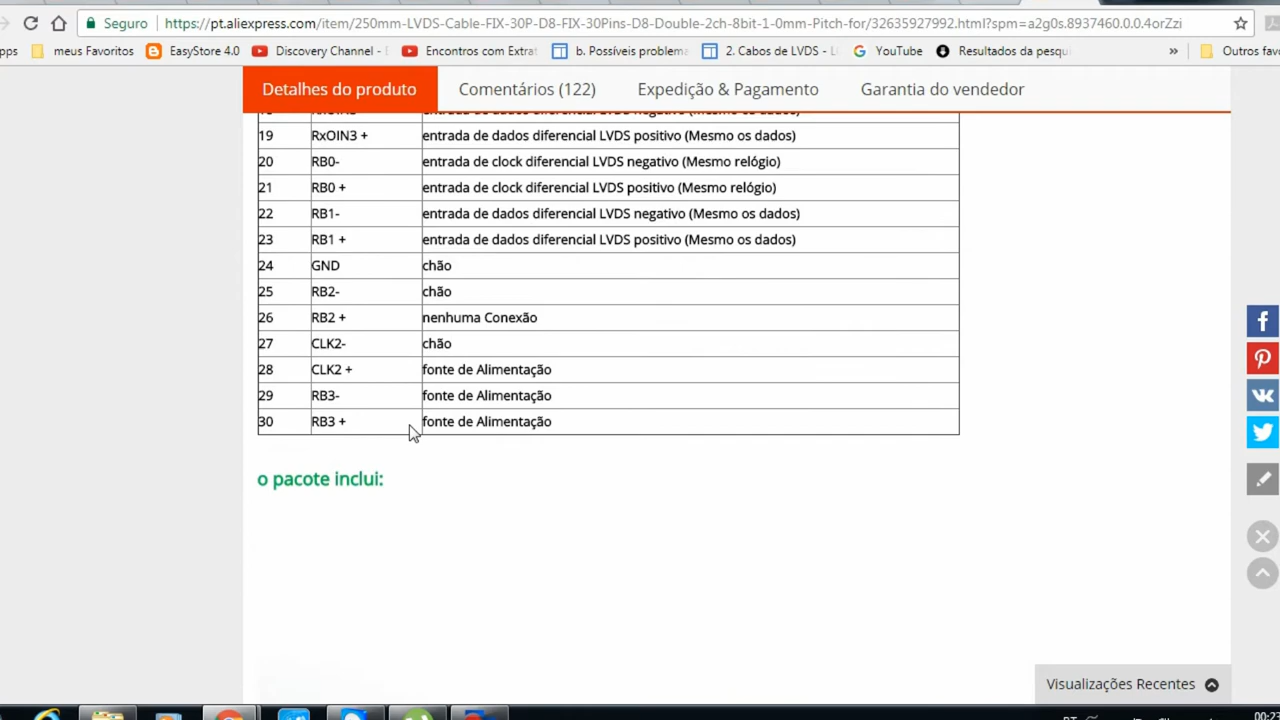 https://pt.aliexpress.com/item/250mm-LVDS-Cable-FIX-30P-D8-FIX-30Pins-D8-Double-2ch-8bit-1-0mm-Pitch-for/32635927992.html?spm=a2g0s.8937460.0.0.4orZzi
Seguro
meus Favoritos EasyStore 4.0 Discovery Channel - Encontros com Extrat b. Possíveis problema 2. Cabos de LVDS - L YouTube Resultados da pesqu » Outros favo
Detalhes do produto Comentários (122) Expedição & Pagamento Garantia do vendedor
19 RxOIN3 + entrada de dados diferencial LVDS positivo (Mesmo os dados)
20 RB0- entrada de clock diferencial LVDS negativo (Mesmo relógio)
21 RB0 + entrada de clock diferencial LVDS positivo (Mesmo relógio)
22 RB1- entrada de dados diferencial LVDS negativo (Mesmo os dados)
23 RB1 + entrada de dados diferencial LVDS positivo (Mesmo os dados)
24 GND chão
25 RB2- chão
26 RB2 + nenhuma Conexão
27 CLK2- chão
28 CLK2 + fonte de Alimentação
29 RB3- fonte de Alimentação
30 RB3 + fonte de Alimentação
o pacote inclui:
Visualizações Recentes